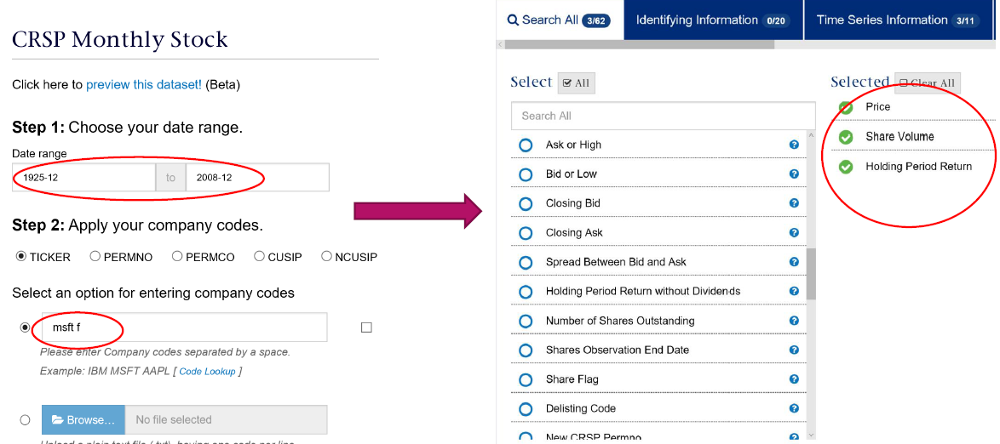 CRSP Monthly Stock
Click here to preview this dataset! (Beta)
Step 1: Choose your date range.
Date range
1925-12 to 2008-12
Step 2: Apply your company codes.
TICKER PERMNO PERMCO CUSIP NCUSIP
Select an option for entering company codes
msft f
Please enter Company codes separated by a space.
Example: IBM MSFT AAPL [ Code Lookup ]
Browse... No file selected
Upload a plain text file (.txt), having one code per line.
Search All 3/62 Identifying Information 0/20 Time Series Information 3/11
Select All
Search All
Ask or High
Bid or Low
Closing Bid
Closing Ask
Spread Between Bid and Ask
Holding Period Return without Dividends
Number of Shares Outstanding
Shares Observation End Date
Share Flag
Delisting Code
New CRSP Permno
Selected Clear All
Price
Share Volume
Holding Period Return